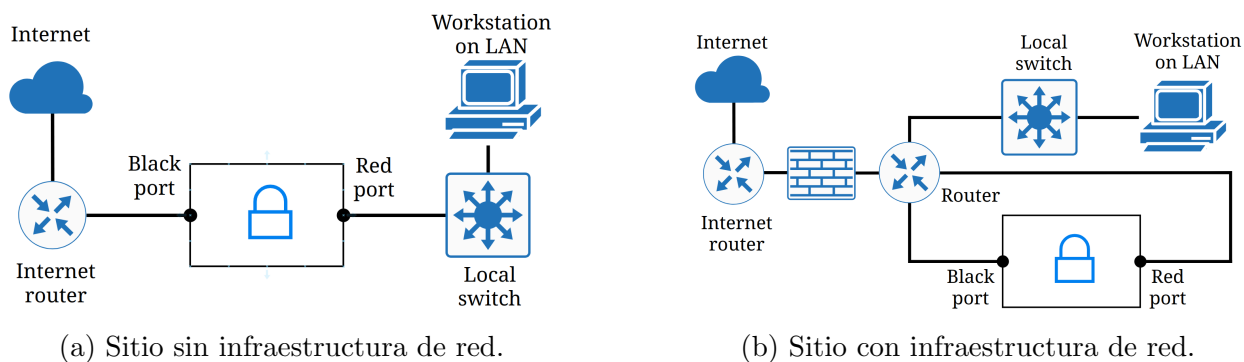 Internet
Workstation
on LAN
Black
port
Red
port
Internet
router
Local
switch
(a) Sitio sin infraestructura de red.
Internet
Local
switch
Workstation
on LAN
Internet
router
Router
Black
port
Red
port
(b) Sitio con infraestructura de red.